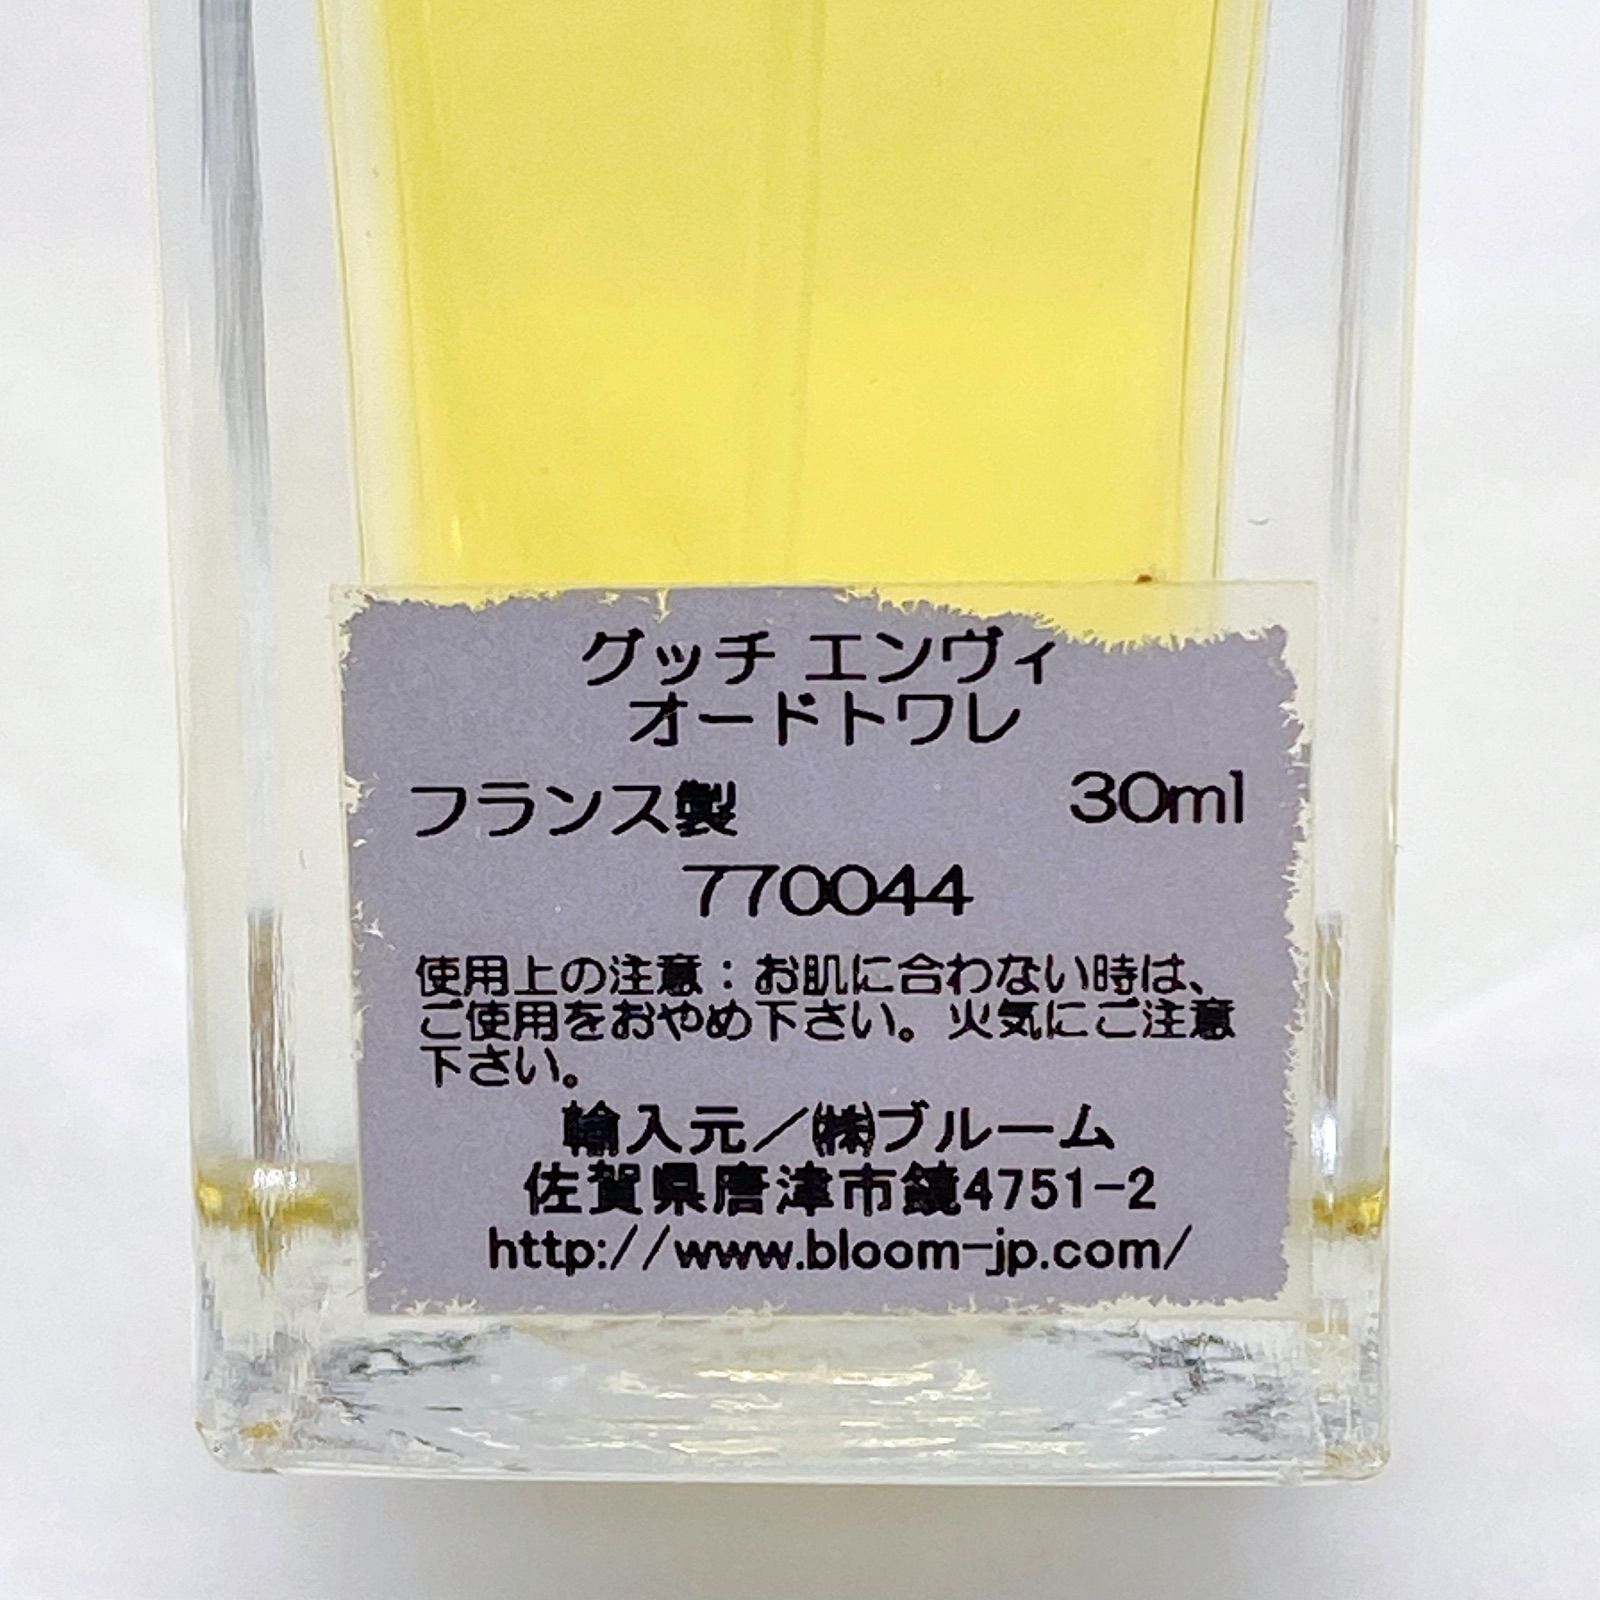 グッチ エンヴィ
オードトワレ
フランス製 30ml
770044
使用上の注意：お肌に合わない時は、
ご使用をおやめ下さい。火気にご注意
下さい。
輸入元／㈱ブルーム
佐賀県唐津市鏡4751-2
http://www.bloom-jp.com/